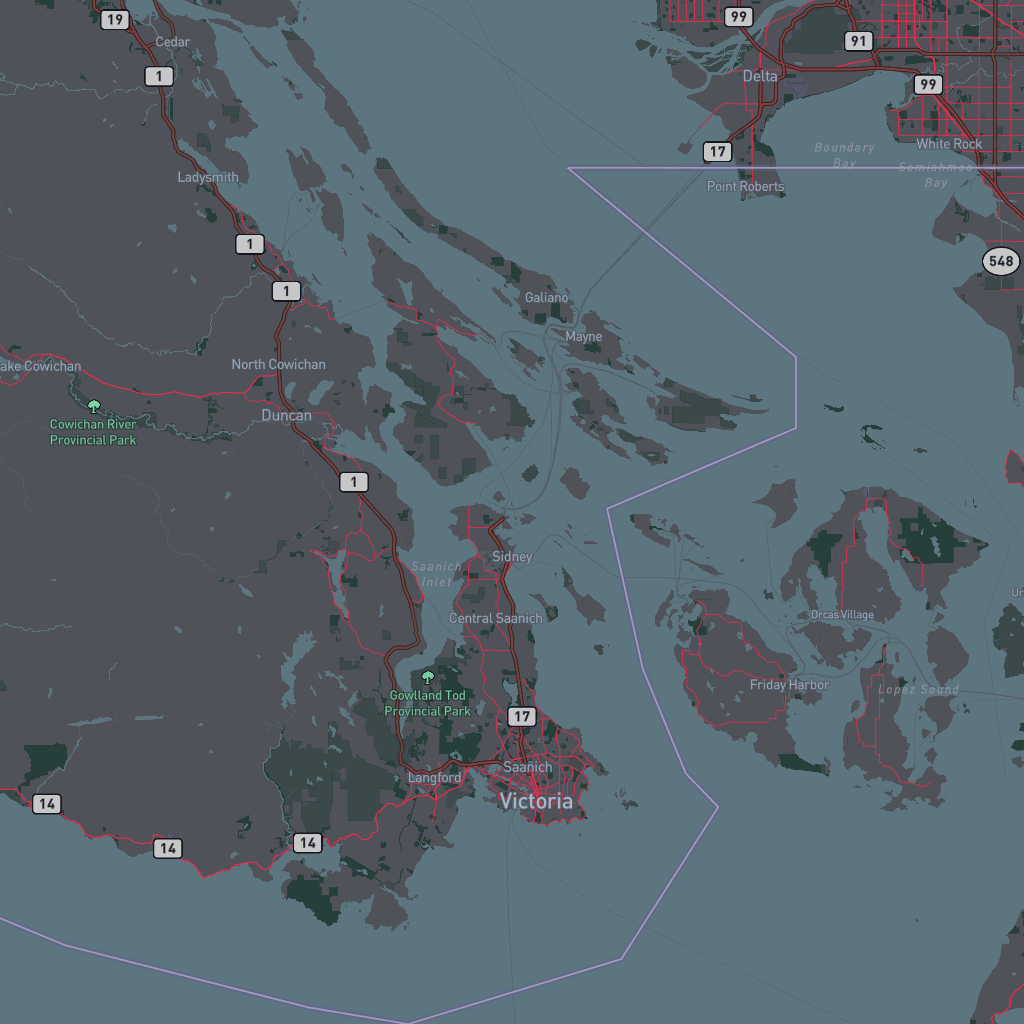 19
Cedar
1
99
91
Delta
99
17
Boundary
Bay
White Rock
Semiahmoo
Bay
Point Roberts
Ladysmith
1
548
1
Galiano
Mayne
ake Cowichan
North Cowichan
Cowichan River
Provincial Park
Duncan
1
Sidney
Saanich
Inlet
Central Saanich
Ur
Orcas Village
Gowlland Tod
Provincial Park
Friday Harbor
Lopez Sound
17
Saanich
Langford
Victoria
14
14
14